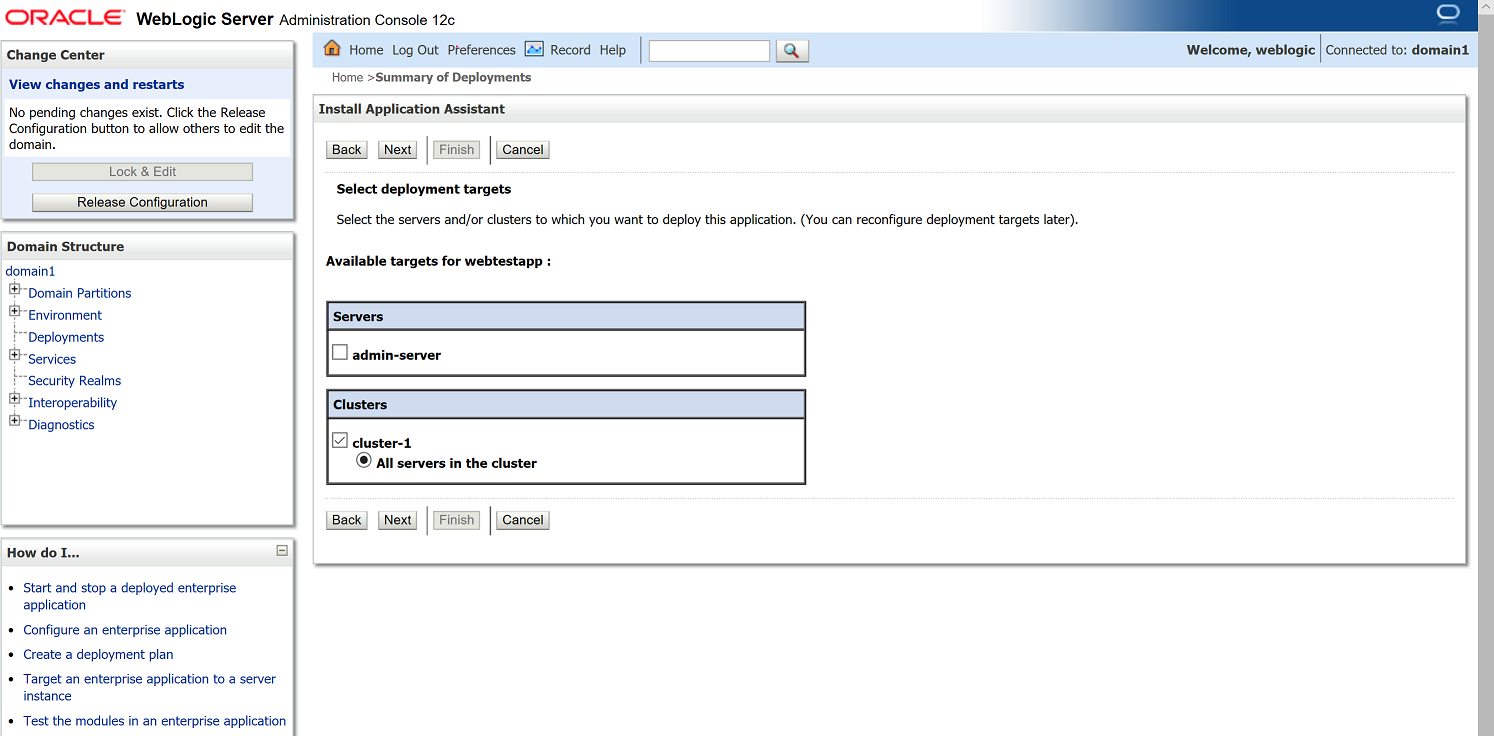 ORACLE® WebLogic Server Administration Console 12c
Change Center
View changes and restarts
No pending changes exist. Click the Release
Configuration button to allow others to edit the
domain.
Lock & Edit
Release Configuration
Domain Structure
domain1
Domain Partitions
Environment
Deployments
Services
Security Realms
Interoperability
Diagnostics
How do I...
Start and stop a deployed enterprise
application
Configure an enterprise application
Create a deployment plan
Target an enterprise application to a server
instance
Test the modules in an enterprise application
Home Log Out Preferences Record Help
Welcome, weblogic Connected to: domain1
Home >Summary of Deployments
Install Application Assistant
Back Next Finish Cancel
Select deployment targets
Select the servers and/or clusters to which you want to deploy this application. (You can reconfigure deployment targets later).
Available targets for webtestapp :
Servers
admin-server
Clusters
cluster-1
All servers in the cluster
Back Next Finish Cancel